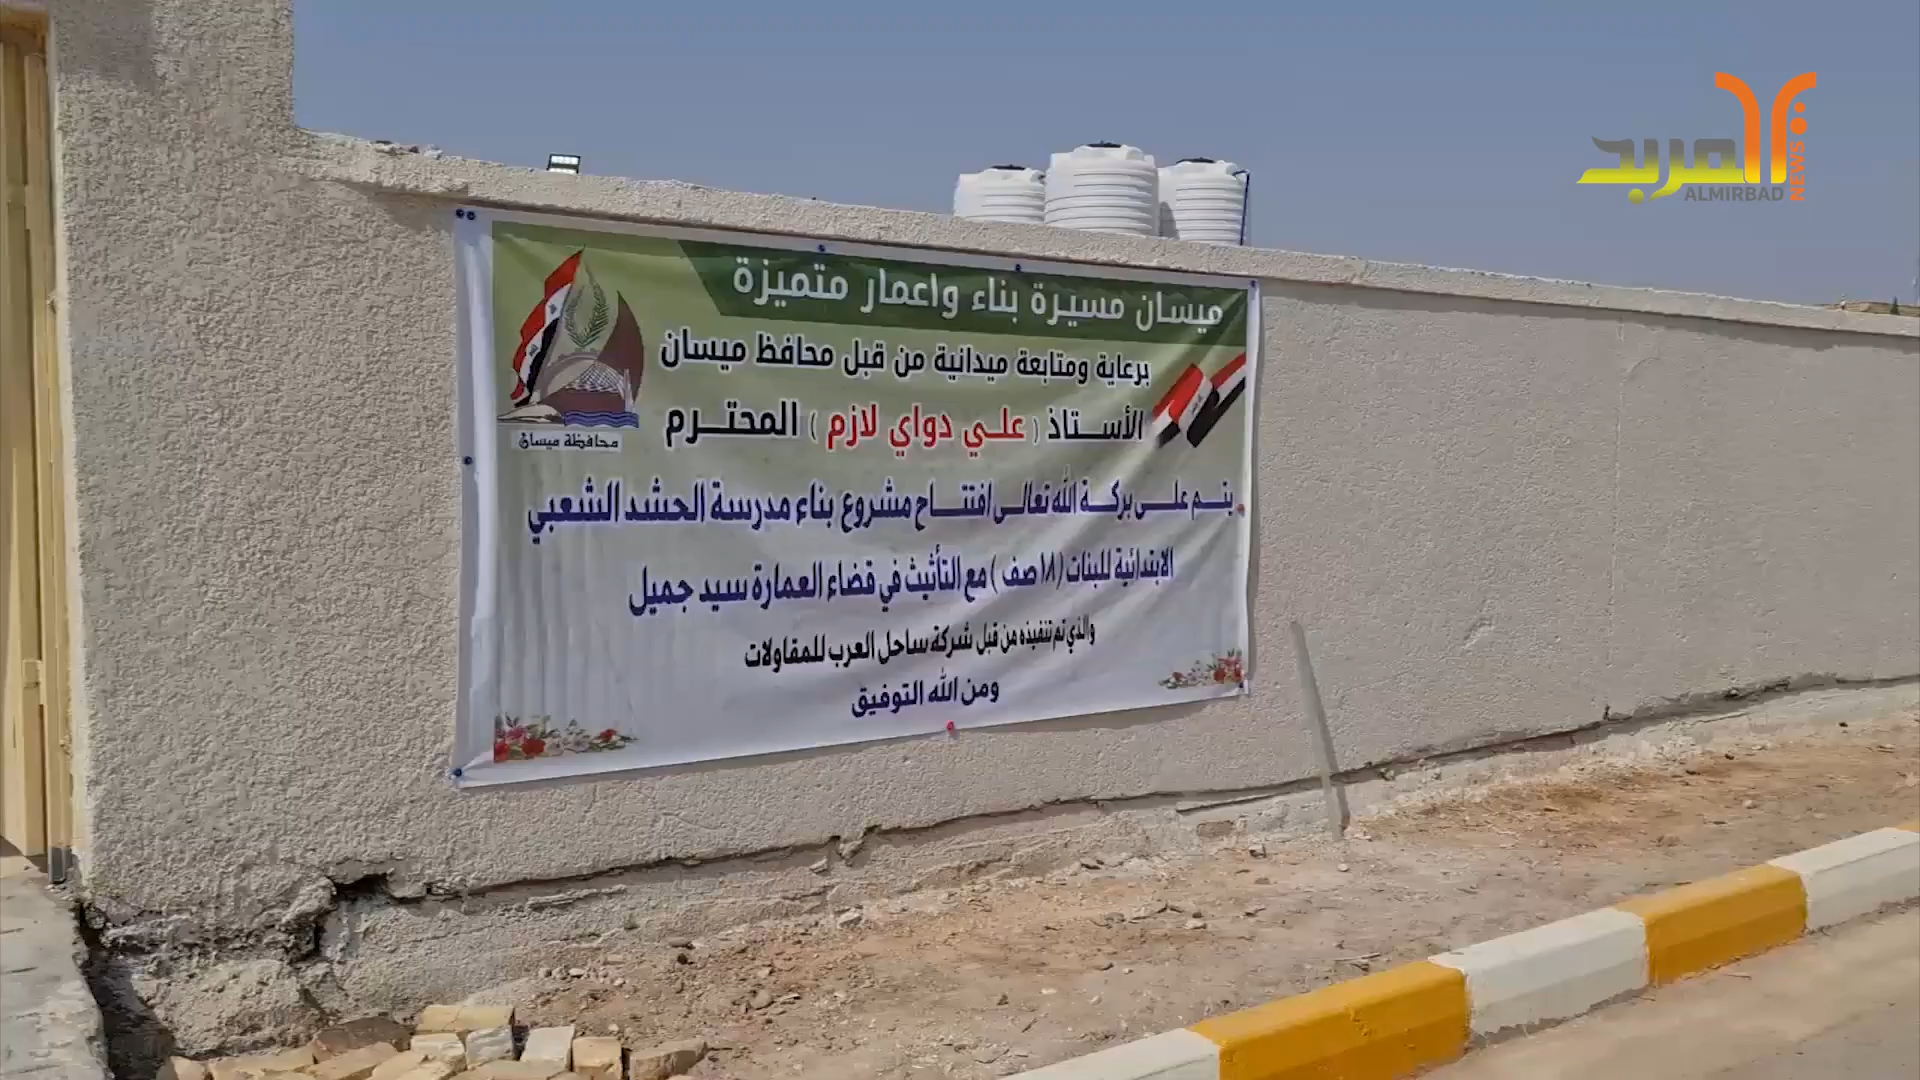 المربد
ALMIRBAD
NEWS
ميسان مسيرة بناء واعمار متميزة
برعاية ومتابعة ميدانية من قبل محافظ ميسان
الأستاذ ( علي دواي لازم ) المحترم
محافظة ميسان
يتم على بركة الله تعالى افتتاح مشروع بناء مدرسة الحشد الشعبي
الابتدائية للبنات (١٨ صف ) مع التأثيث في قضاء العمارة سيد جميل
والذي تم تنفيذه من قبل شركة ساحل العرب للمقاولات
ومن الله التوفيق